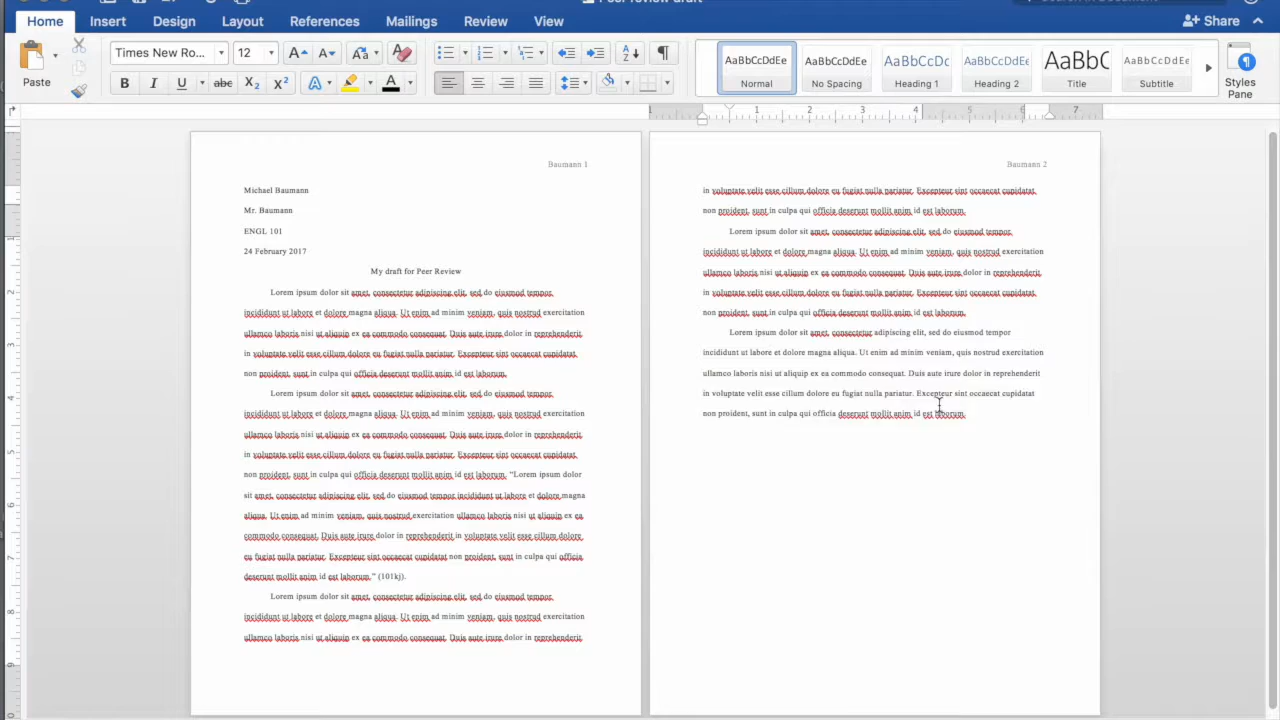 Peer review draft
Home Insert Design Layout References Mailings Review View
Share
Paste
Times New Ro...
12
AaBbCcDdEe
Normal
AaBbCcDdEe
No Spacing
AaBbCcDc
Heading 1
AaBbCcDdEe
Heading 2
AaBbC
Title
AaBbCcDdEe
Subtitle
Styles
Pane
Baumann 1
Michael Baumann
Mr. Baumann
ENGL 101
24 February 2017
My draft for Peer Review
Lorem ipsum dolor sit amet, consectetur adipiscing elit, sed do eiusmod tempor
incididunt ut labore et dolore magna aliqua. Ut enim ad minim veniam, quis nostrud exercitation
ullamco laboris nisi ut aliquip ex ea commodo consequat. Duis aute irure dolor in reprehenderit
in voluptate velit esse cillum dolore eu fugiat nulla pariatur. Excepteur sint occaecat cupidatat
non proident, sunt in culpa qui officia deserunt mollit anim id est laborum.
Lorem ipsum dolor sit amet, consectetur adipiscing elit, sed do eiusmod tempor
incididunt ut labore et dolore magna aliqua. Ut enim ad minim veniam, quis nostrud exercitation
ullamco laboris nisi ut aliquip ex ea commodo consequat. Duis aute irure dolor in reprehenderit
in voluptate velit esse cillum dolore eu fugiat nulla pariatur. Excepteur sint occaecat cupidatat
non proident, sunt in culpa qui officia deserunt mollit anim id est laborum. “Lorem ipsum dolor
sit amet, consectetur adipiscing elit, sed do eiusmod tempor incididunt ut labore et dolore magna
aliqua. Ut enim ad minim veniam, quis nostrud exercitation ullamco laboris nisi ut aliquip ex ea
commodo consequat. Duis aute irure dolor in reprehenderit in voluptate velit esse cillum dolore
eu fugiat nulla pariatur. Excepteur sint occaecat cupidatat non proident, sunt in culpa qui officia
deserunt mollit anim id est laborum.” (101kj).
Lorem ipsum dolor sit amet, consectetur adipiscing elit, sed do eiusmod tempor
incididunt ut labore et dolore magna aliqua. Ut enim ad minim veniam, quis nostrud exercitation
ullamco laboris nisi ut aliquip ex ea commodo consequat. Duis aute irure dolor in reprehenderit
Baumann 2
in voluptate velit esse cillum dolore eu fugiat nulla pariatur. Excepteur sint occaecat cupidatat
non proident, sunt in culpa qui officia deserunt mollit anim id est laborum.
Lorem ipsum dolor sit amet, consectetur adipiscing elit, sed do eiusmod tempor
incididunt ut labore et dolore magna aliqua. Ut enim ad minim veniam, quis nostrud exercitation
ullamco laboris nisi ut aliquip ex ea commodo consequat. Duis aute irure dolor in reprehenderit
in voluptate velit esse cillum dolore eu fugiat nulla pariatur. Excepteur sint occaecat cupidatat
non proident, sunt in culpa qui officia deserunt mollit anim id est laborum.
Lorem ipsum dolor sit amet, consectetur adipiscing elit, sed do eiusmod tempor
incididunt ut labore et dolore magna aliqua. Ut enim ad minim veniam, quis nostrud exercitation
ullamco laboris nisi ut aliquip ex ea commodo consequat. Duis aute irure dolor in reprehenderit
in voluptate velit esse cillum dolore eu fugiat nulla pariatur. Excepteur sint occaecat cupidatat
non proident, sunt in culpa qui officia deserunt mollit anim id est laborum.